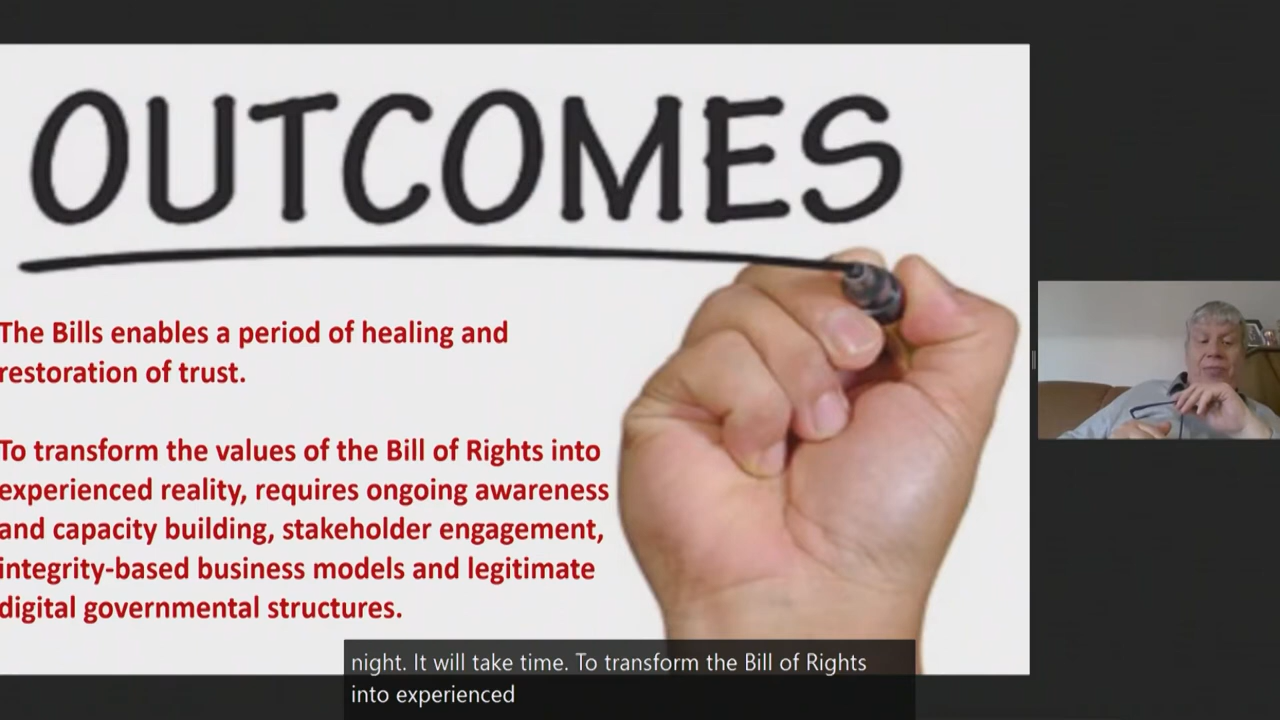 OUTCOMES
The Bills enables a period of healing and
restoration of trust.
To transform the values of the Bill of Rights into
experienced reality, requires ongoing awareness
and capacity building, stakeholder engagement,
integrity-based business models and legitimate
digital governmental structures.
night. It will take time. To transform the Bill of Rights
into experienced